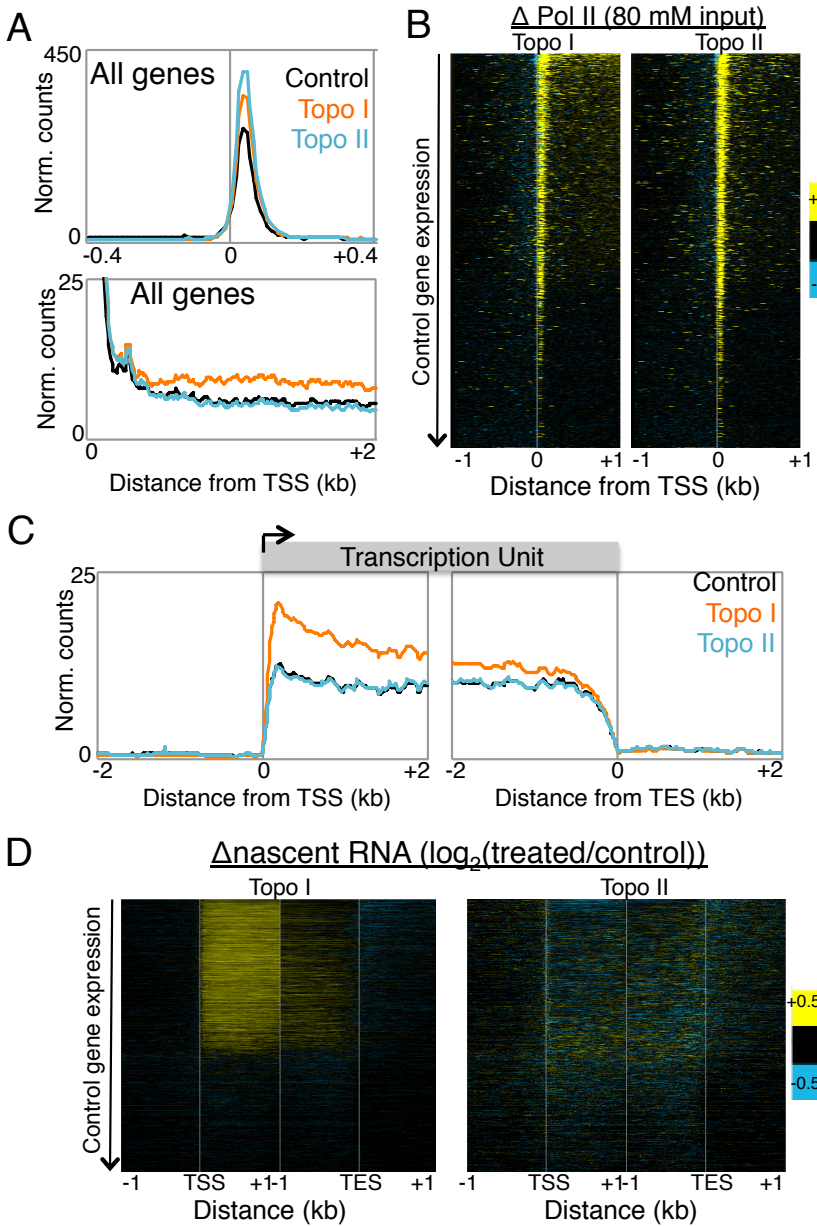 A
450
All genes
Control
Topo I
Topo II
Norm. counts
0
-0.4
0
+0.4
25
All genes
Norm. counts
0
0
+2
Distance from TSS (kb)
B
Δ Pol II (80 mM input)
Topo I
Topo II
Control gene expression
+
-
-1
0
+1
-1
0
+1
Distance from TSS (kb)
C
Transcription Unit
25
Control
Topo I
Topo II
Norm. counts
0
-2
0
+2
-2
0
+2
Distance from TSS (kb)
Distance from TES (kb)
D
Δnascent RNA (log2(treated/control))
Topo I
Topo II
Control gene expression
+0.5
-0.5
-1 TSS +1-1 TES +1
-1 TSS +1-1 TES +1
Distance (kb)
Distance (kb)